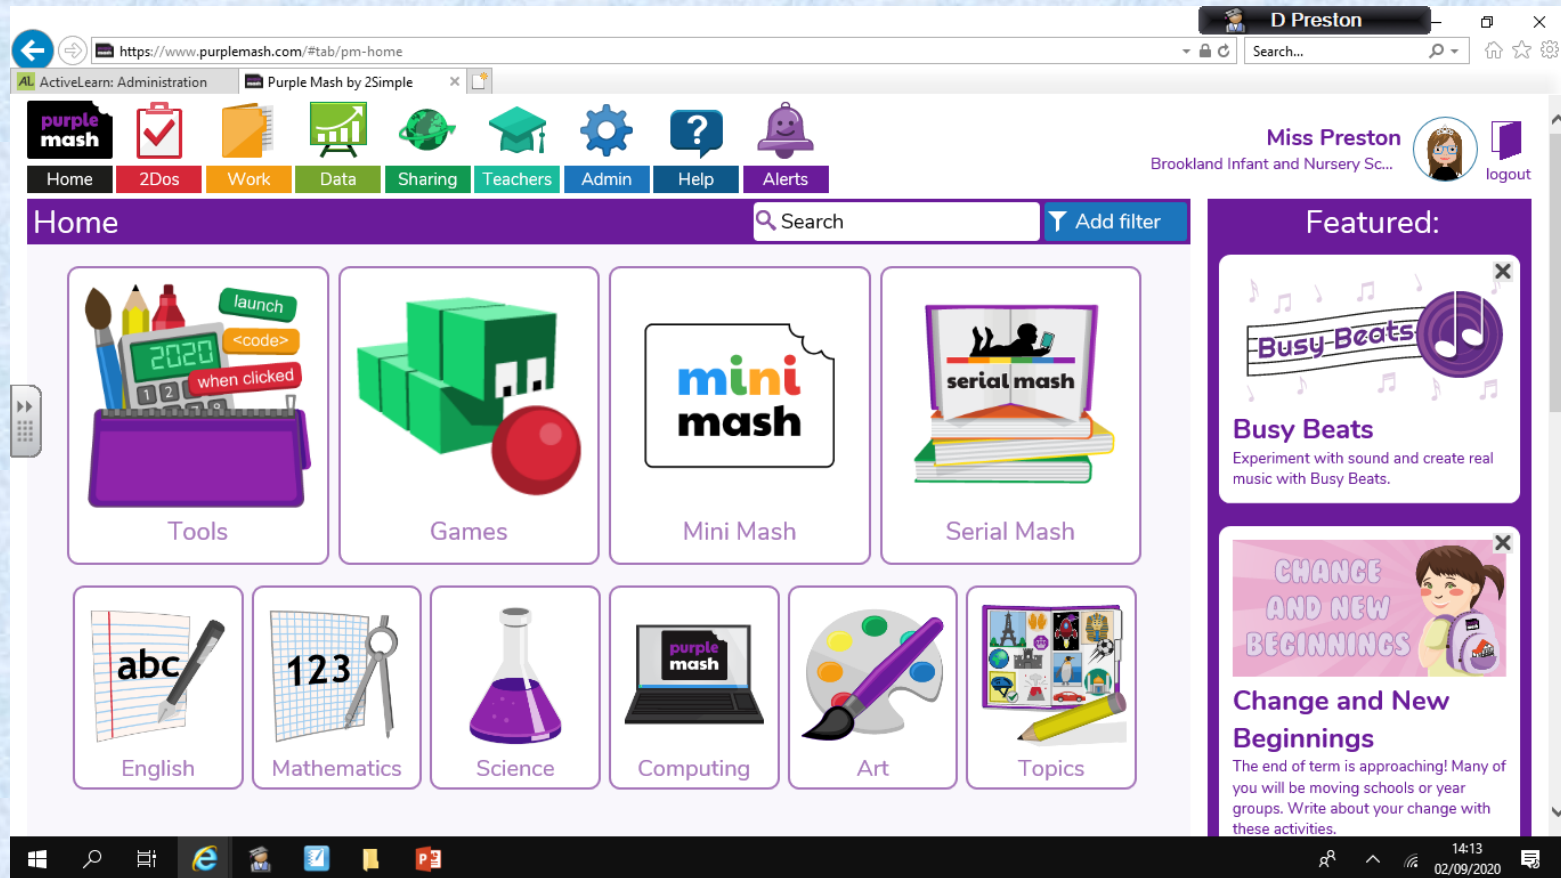 D Preston
https://www.purplemash.com/#tab/pm-home
Search...
AL ActiveLearn: Administration
Purple Mash by 2Simple
purple
mash
Home
2Dos
Work
Data
Sharing
Teachers
Admin
?
Help
Alerts
Miss Preston
Brookland Infant and Nursery Sc...
logout
Home
Search
Add filter
Featured:
launch
2020
<code>
when clicked
1 2
7 8
Tools
Games
mini
mash
Mini Mash
serial mash
Serial Mash
Busy Beats
Busy Beats
Experiment with sound and create real
music with Busy Beats.
CHANGE
AND NEW
BEGINNINGS
Change and New
Beginnings
The end of term is approaching! Many of
you will be moving schools or year
groups. Write about your change with
these activities.
abc
English
123
Mathematics
Science
purple
mash
Computing
Art
Topics
14:13
02/09/2020